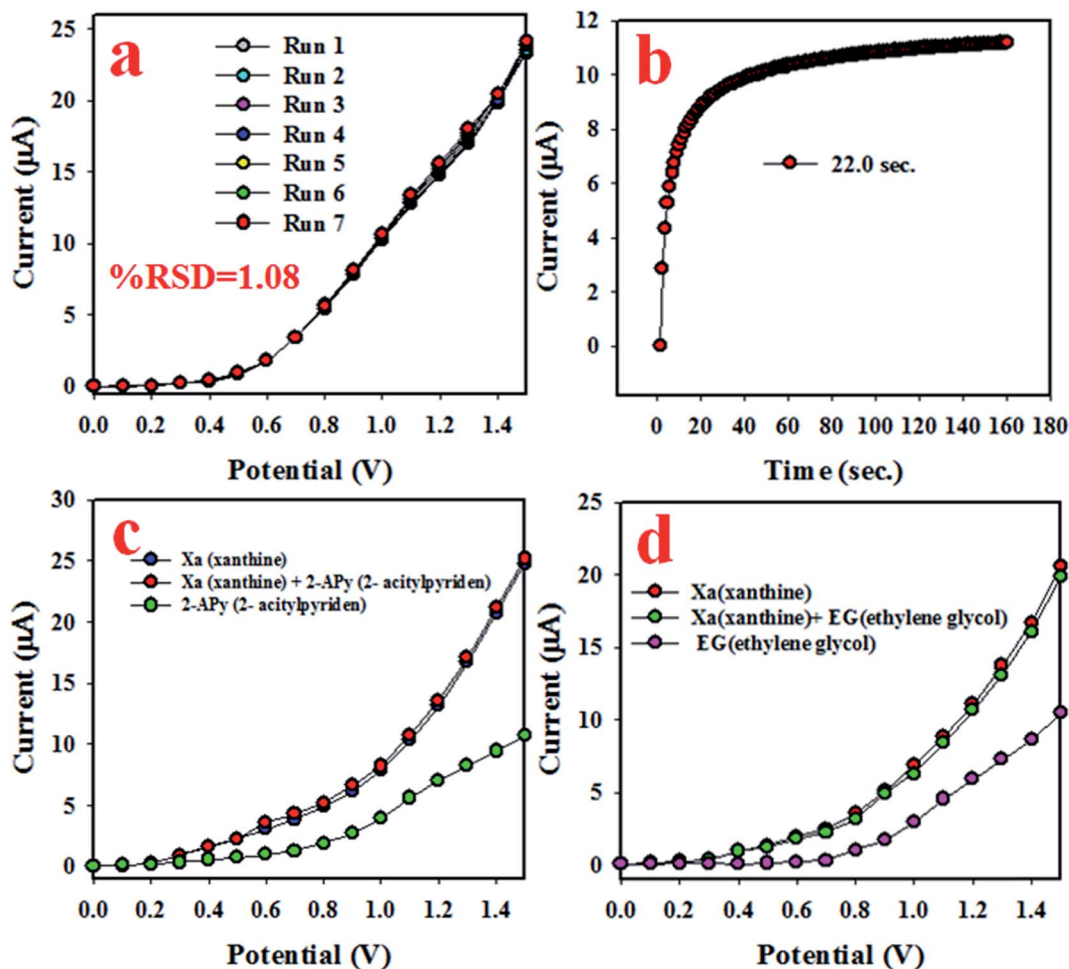 a
Run 1
Run 2
Run 3
Run 4
Run 5
Run 6
Run 7
%RSD=1.08
Current (µA)
25
20
15
10
5
0
0.0 0.2 0.4 0.6 0.8 1.0 1.2 1.4
Potential (V)
b
22.0 sec.
Current (µA)
12
10
8
6
4
2
0
0 20 40 60 80 100 120 140 160 180
Time (sec.)
c
Xa (xanthine)
Xa (xanthine) + 2-APy (2- acitylpyriden)
2-APy (2- acitylpyriden)
Current (µA)
30
25
20
15
10
5
0
0.0 0.2 0.4 0.6 0.8 1.0 1.2 1.4
Potential (V)
d
Xa(xanthine)
Xa(xanthine)+ EG(ethylene glycol)
EG(ethylene glycol)
Current (µA)
25
20
15
10
5
0
0.0 0.2 0.4 0.6 0.8 1.0 1.2 1.4
Potential (V)